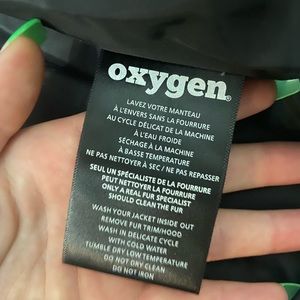 oxygen®
LAVEZ VOTRE MANTEAU
À L'ENVERS SANS LA FOURRURE
AU CYCLE DÉLICAT DE LA MACHINE
À L'EAU FROIDE
SÉCHAGE À LA MACHINE
À BASSE TEMPÉRATURE
NE PAS NETTOYER À SEC / NE PAS REPASSER
SEUL UN SPÉCIALISTE DE LA FOURRURE
PEUT NETTOYER LA FOURRURE
ONLY A REAL FUR SPECIALIST
SHOULD CLEAN THE FUR
WASH YOUR JACKET INSIDE OUT
REMOVE FUR TRIM/HOOD
WASH IN DELICATE CYCLE
WITH COLD WATER
TUMBLE DRY LOW TEMPERATURE
DO NOT DRY CLEAN
DO NOT IRON